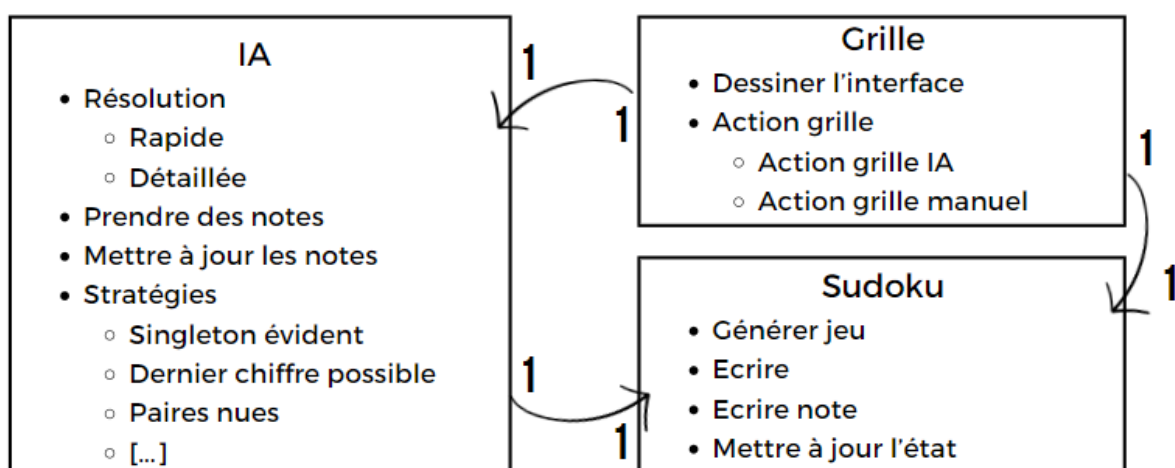 IA
• Résolution
○ Rapide
○ Détaillée
• Prendre des notes
• Mettre à jour les notes
• Stratégies
○ Singleton évident
○ Dernier chiffre possible
○ Paires nues
○ [...]
1
1
Grille
• Dessiner l'interface
• Action grille
○ Action grille IA
○ Action grille manuel
1
1
Sudoku
• Générer jeu
• Ecrire
• Ecrire note
• Mettre à jour l'état
1
1